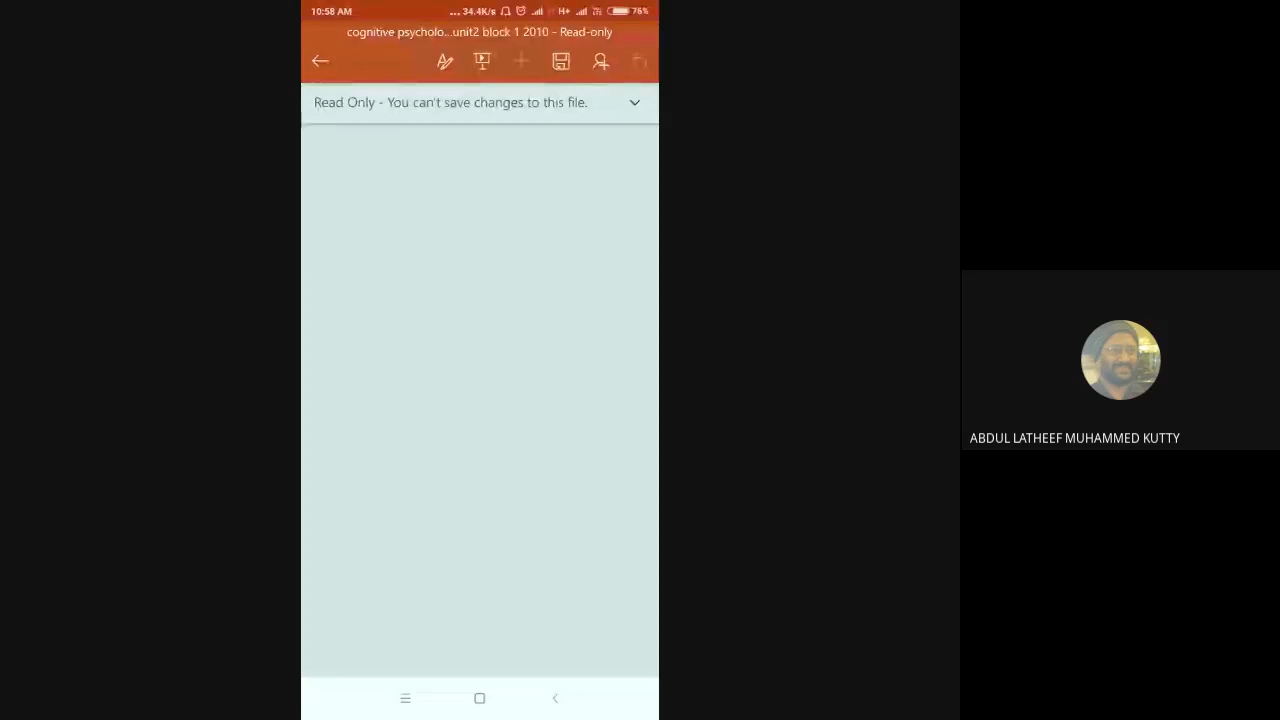 10:58 AM
... 34.4K/s
H+
76%
cognitive psycholo...unit2 block 1 2010 - Read-only
Read Only - You can't save changes to this file.
ABDUL LATHEEF MUHAMMED KUTTY